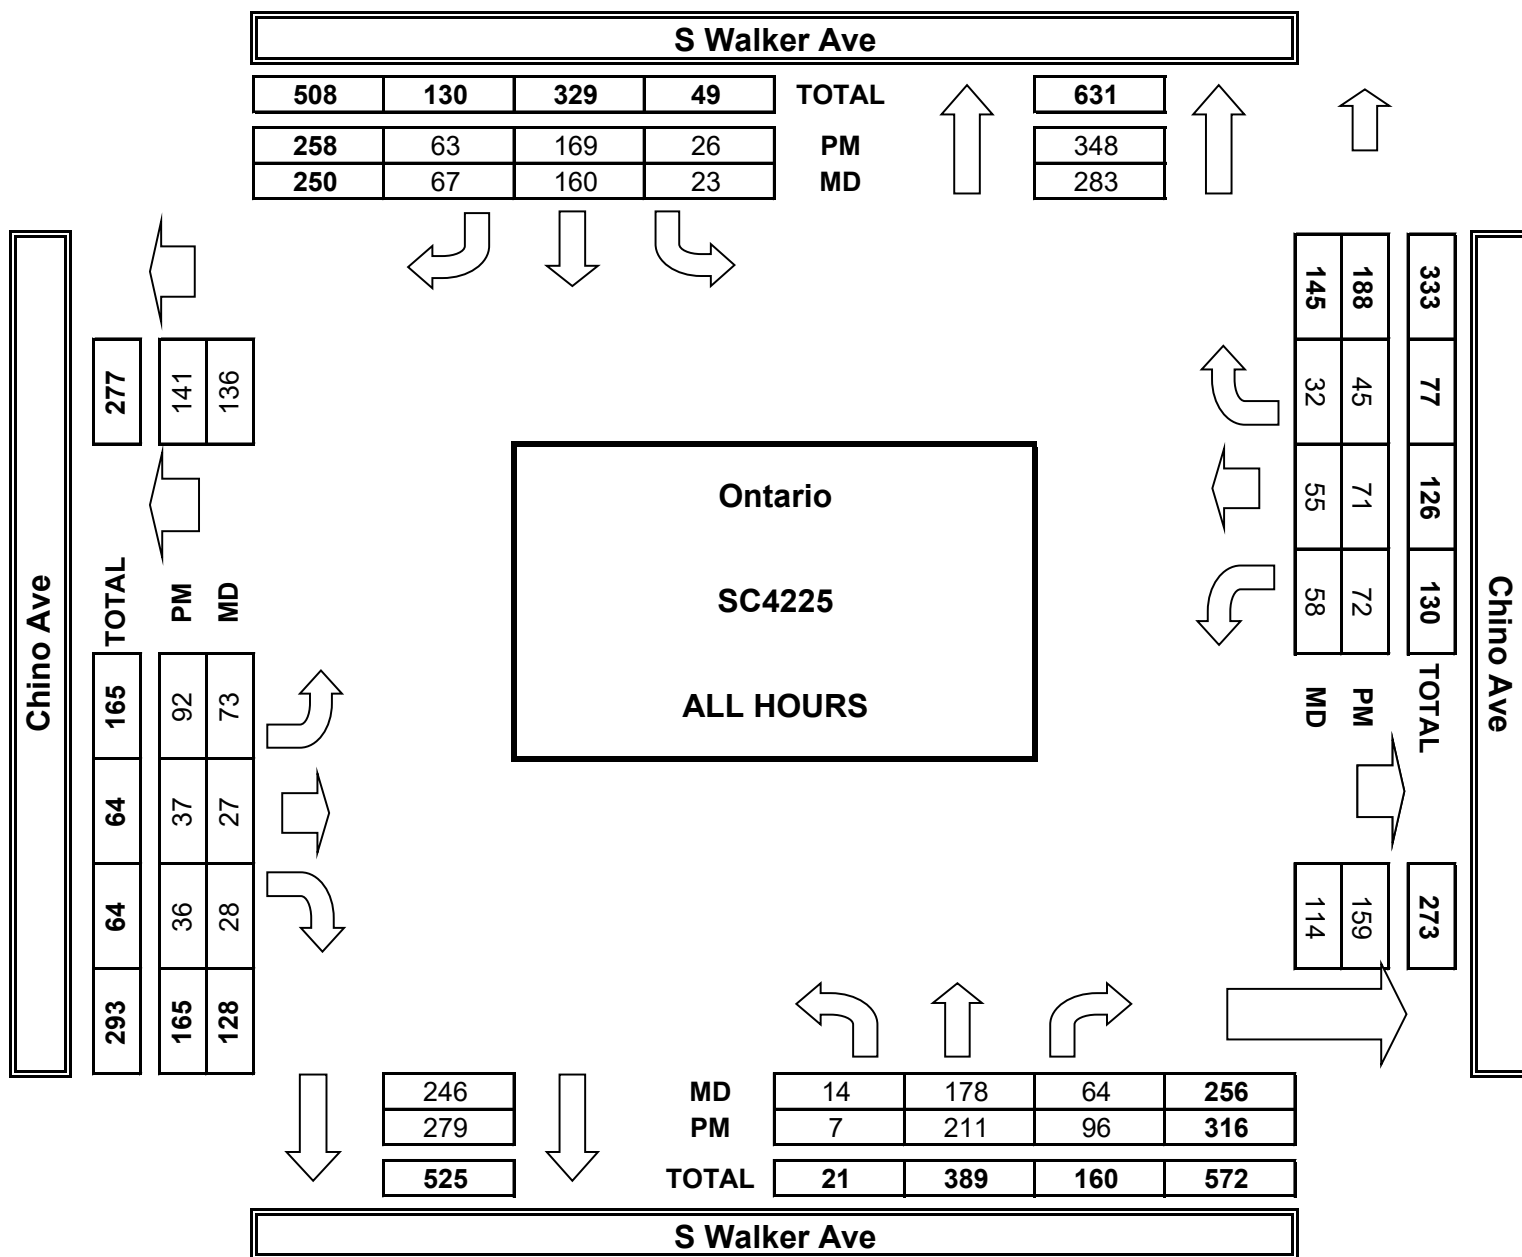 S Walker Ave
508 130 329 49 TOTAL 631
258 63 169 26 PM 348
250 67 160 23 MD 283
Chino Ave
277 141 136
TOTAL PM MD
165 92 73
64 37 27
64 36 28
293 165 128
Ontario
SC4225
ALL HOURS
145 188 333
32 45 77
55 71 126
58 72 130
MD PM TOTAL
114 159 273
Chino Ave
246 MD 14 178 64 256
279 PM 7 211 96 316
525 TOTAL 21 389 160 572
S Walker Ave